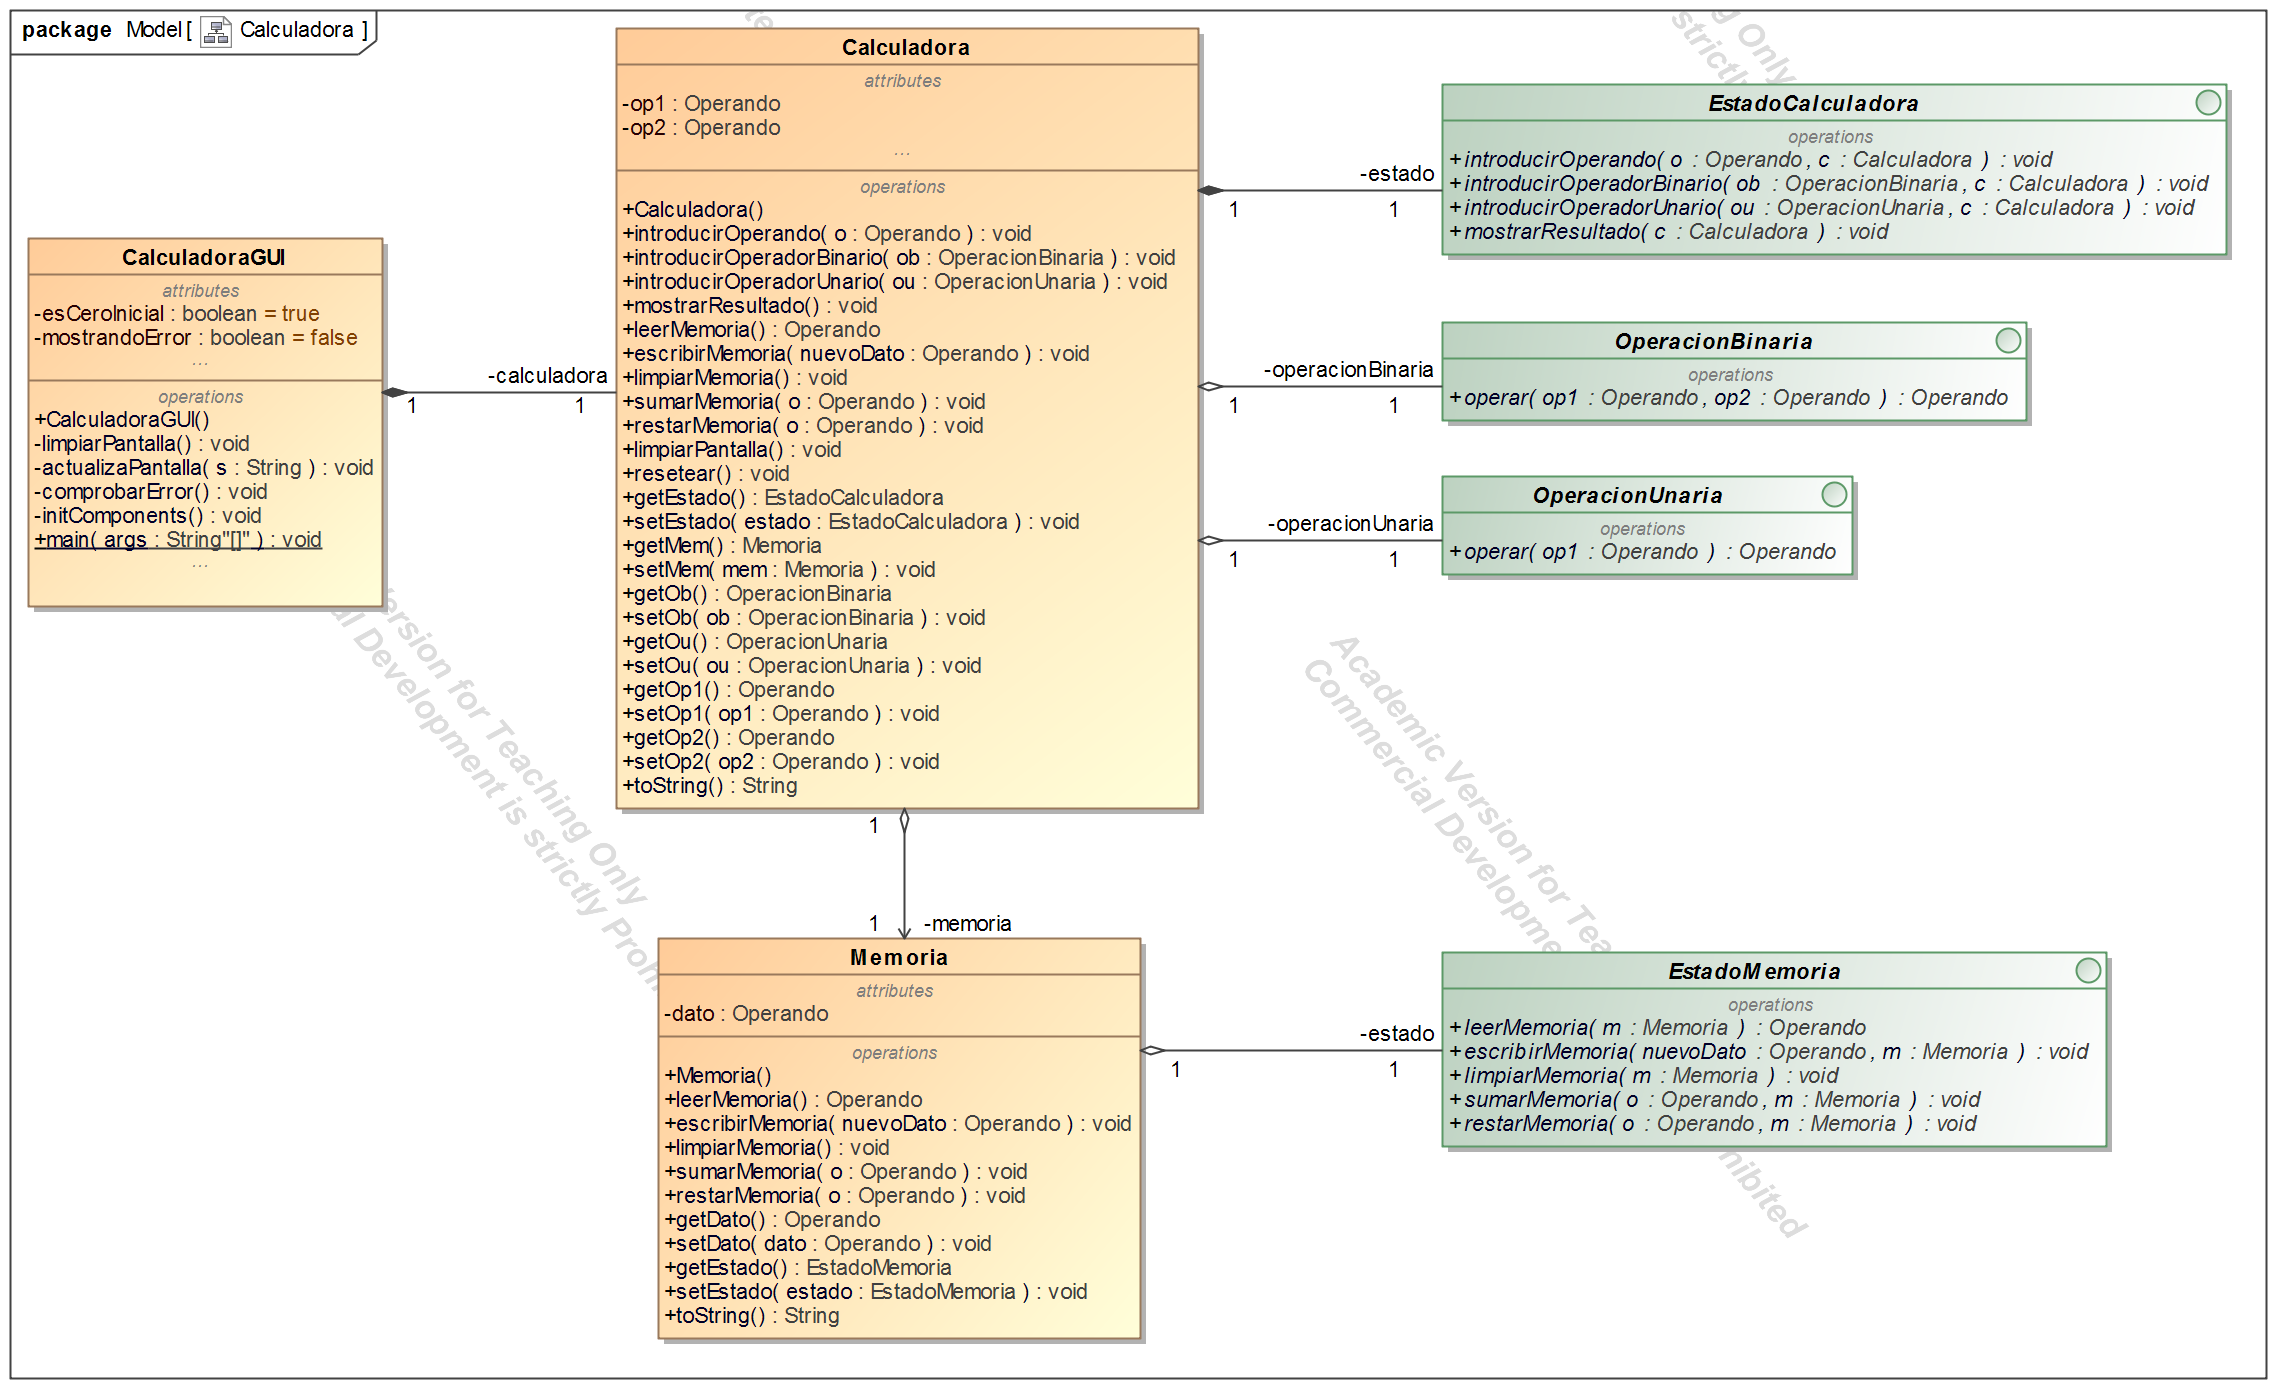 package Model [ Calculadora ]
CalculadoraGUI
attributes
-esCeroInicial : boolean = true
-mostrandoError : boolean = false
...
operations
+CalculadoraGUI()
-limpiarPantalla() : void
-actualizaPantalla( s : String ) : void
-comprobarError() : void
-initComponents() : void
+main( args : String"[]" ) : void
...
-calculadora
1
1
Calculadora
attributes
-op1 : Operando
-op2 : Operando
...
operations
+Calculadora()
+introducirOperando( o : Operando ) : void
+introducirOperadorBinario( ob : OperacionBinaria ) : void
+introducirOperadorUnario( ou : OperacionUnaria ) : void
+mostrarResultado() : void
+leerMemoria() : Operando
+escribirMemoria( nuevoDato : Operando ) : void
+limpiarMemoria() : void
+sumarMemoria( o : Operando ) : void
+restarMemoria( o : Operando ) : void
+limpiarPantalla() : void
+resetear() : void
+getEstado() : EstadoCalculadora
+setEstado( estado : EstadoCalculadora ) : void
+getMem() : Memoria
+setMem( mem : Memoria ) : void
+getOb() : OperacionBinaria
+setOb( ob : OperacionBinaria ) : void
+getOu() : OperacionUnaria
+setOu( ou : OperacionUnaria ) : void
+getOp1() : Operando
+setOp1( op1 : Operando ) : void
+getOp2() : Operando
+setOp2( op2 : Operando ) : void
+toString() : String
-estado
1
1
EstadoCalculadora
operations
+introducirOperando( o : Operando, c : Calculadora ) : void
+introducirOperadorBinario( ob : OperacionBinaria, c : Calculadora ) : void
+introducirOperadorUnario( ou : OperacionUnaria, c : Calculadora ) : void
+mostrarResultado( c : Calculadora ) : void
-operacionBinaria
1
1
OperacionBinaria
operations
+operar( op1 : Operando, op2 : Operando ) : Operando
-operacionUnaria
1
1
OperacionUnaria
operations
+operar( op1 : Operando ) : Operando
1
1
-memoria
Memoria
attributes
-dato : Operando
operations
+Memoria()
+leerMemoria() : Operando
+escribirMemoria( nuevoDato : Operando ) : void
+limpiarMemoria() : void
+sumarMemoria( o : Operando ) : void
+restarMemoria( o : Operando ) : void
+getDato() : Operando
+setDato( dato : Operando ) : void
+getEstado() : EstadoMemoria
+setEstado( estado : EstadoMemoria ) : void
+toString() : String
-estado
1
1
EstadoMemoria
operations
+leerMemoria( m : Memoria ) : Operando
+escribirMemoria( nuevoDato : Operando, m : Memoria ) : void
+limpiarMemoria( m : Memoria ) : void
+sumarMemoria( o : Operando, m : Memoria ) : void
+restarMemoria( o : Operando, m : Memoria ) : void
for Teaching Only
Development is strictly
Academic Version for
Commercial
Only